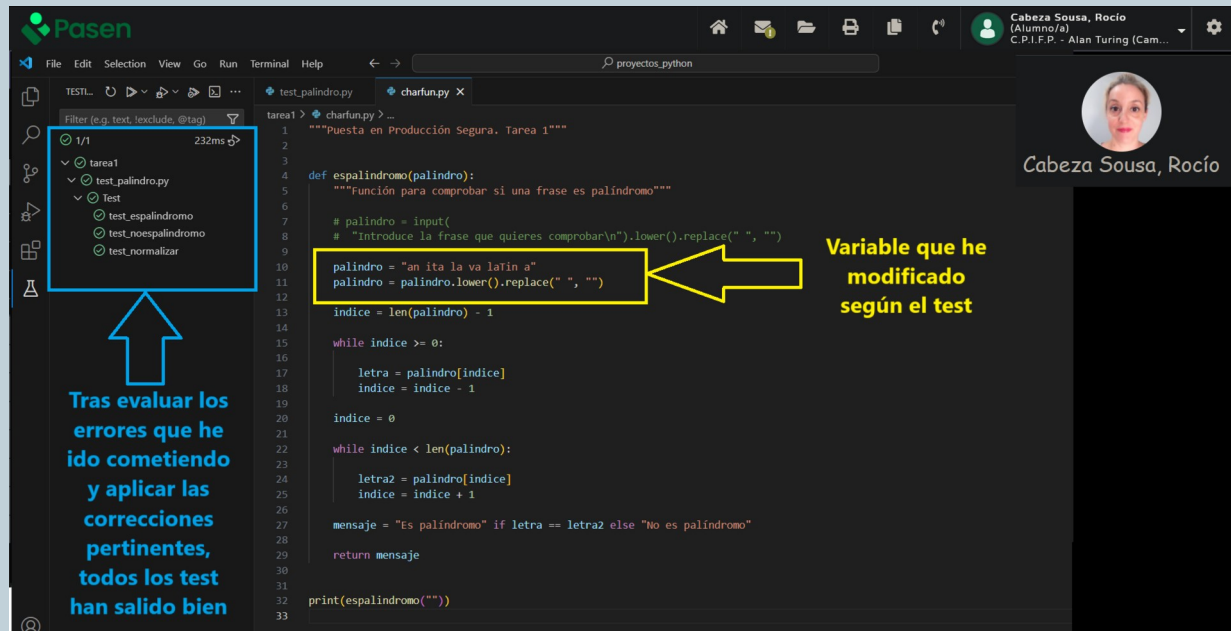 Pasen
Cabeza Sousa, Rocío
(Alumno/a)
C.P.I.F.P. - Alan Turing (Cam...
File Edit Selection View Go Run Terminal Help
proyectos_python
TESTI...
test_palindro.py
charfun.py
Filter (e.g. text, !exclude, @tag)
1/1 232ms
tarea1
test_palindro.py
Test
test_espalindromo
test_noespalindromo
test_normalizar
Tras evaluar los
errores que he
ido cometiendo
y aplicar las
correcciones
pertinentes,
todos los test
han salido bien
tarea1 > charfun.py > ...
1 """Puesta en Producción Segura. Tarea 1"""
2
3
4 def espalindromo(palindro):
5 """Función para comprobar si una frase es palíndromo"""
6
7 # palindro = input(
8 # "Introduce la frase que quieres comprobar\n").lower().replace(" ", "")
9
10 palindro = "an ita la va laTin a"
11 palindro = palindro.lower().replace(" ", "")
12
13 indice = len(palindro) - 1
14
15 while indice >= 0:
16
17 letra = palindro[indice]
18 indice = indice - 1
19
20 indice = 0
21
22 while indice < len(palindro):
23
24 letra2 = palindro[indice]
25 indice = indice + 1
26
27 mensaje = "Es palíndromo" if letra == letra2 else "No es palíndromo"
28
29 return mensaje
30
31
32 print(espalindromo(""))
33
Variable que he
modificado
según el test
Cabeza Sousa, Rocío